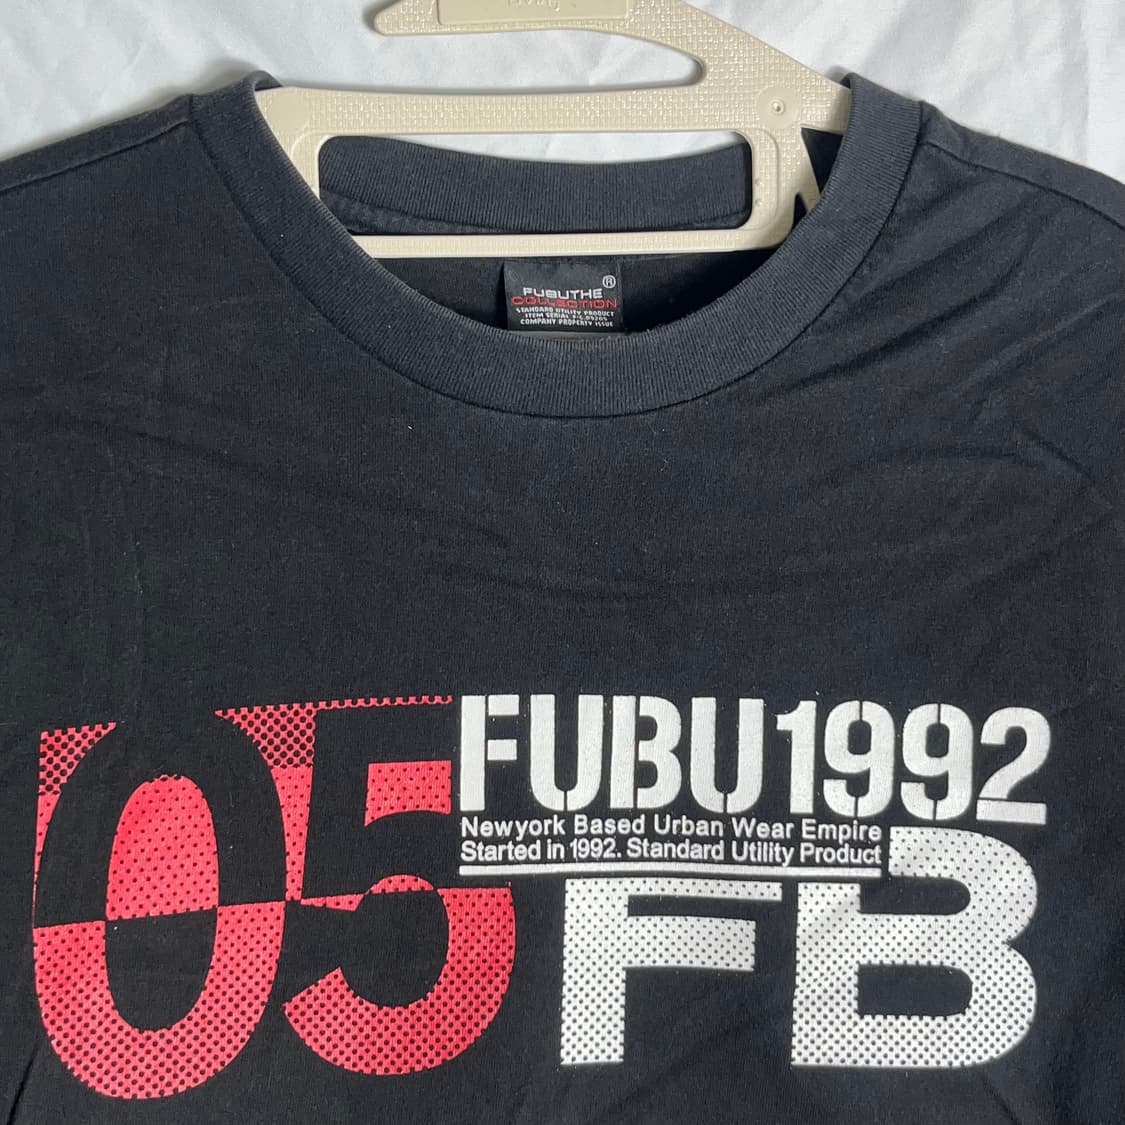 FUBUTHE ®
COLLECTION
STANDARD UTILITY PRODUCT
COMPANY PROPERTY ISSUE
05
FUBU1992
Newyork Based Urban Wear Empire
Started in 1992. Standard Utility Product
FB